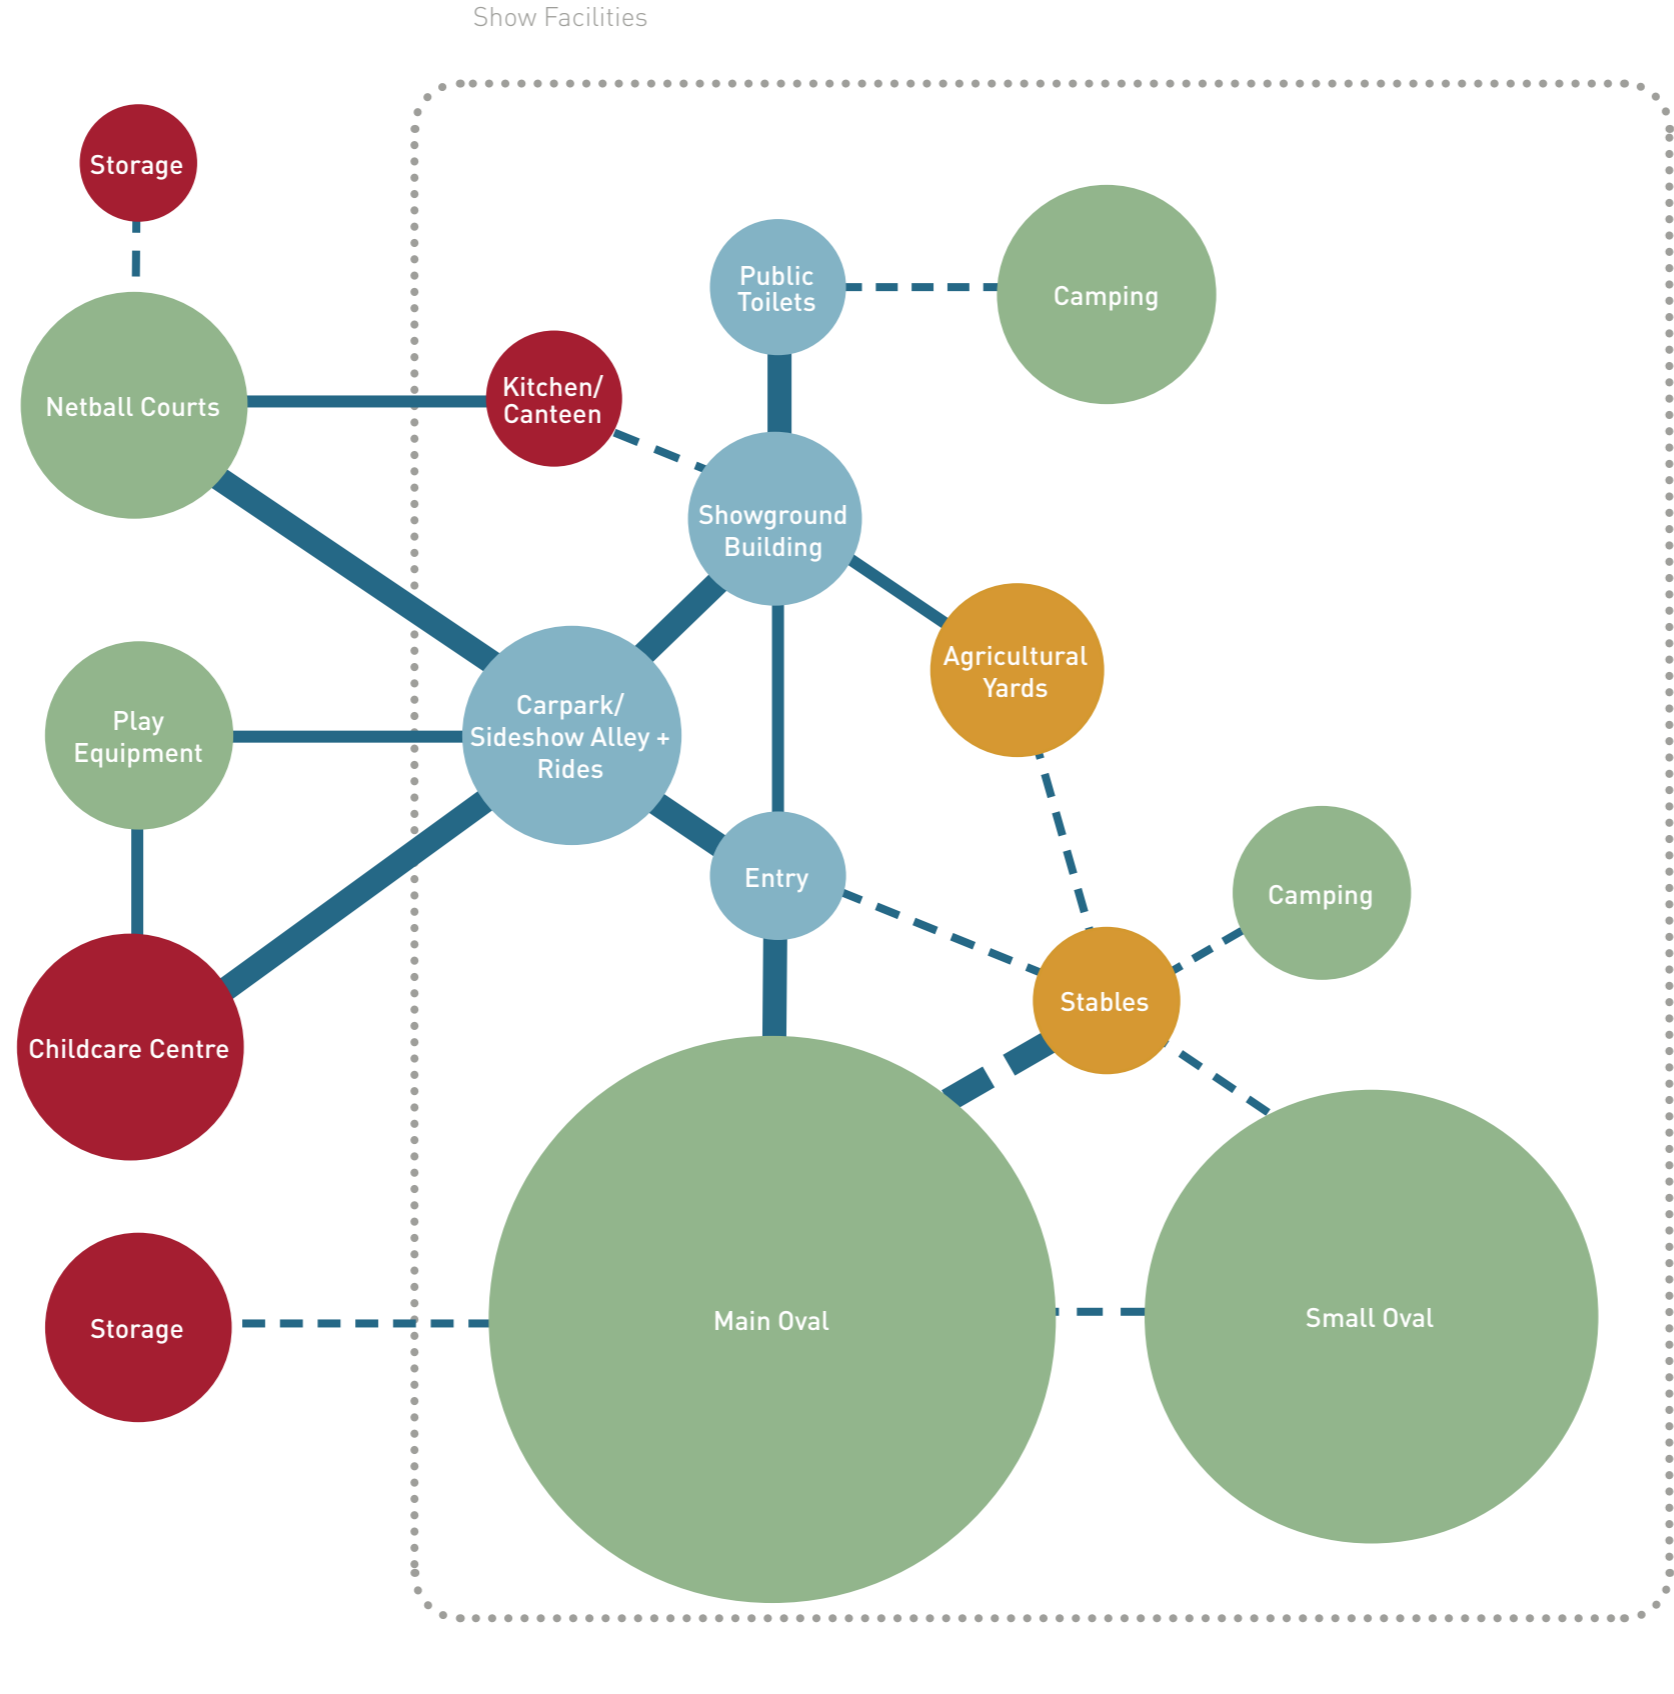 Show Facilities
Storage
Public
Toilets
Camping
Kitchen/
Canteen
Netball Courts
Showground
Building
Agricultural
Yards
Play
Equipment
Carpark/
Sideshow Alley +
Rides
Entry
Camping
Stables
Childcare Centre
Storage
Main Oval
Small Oval